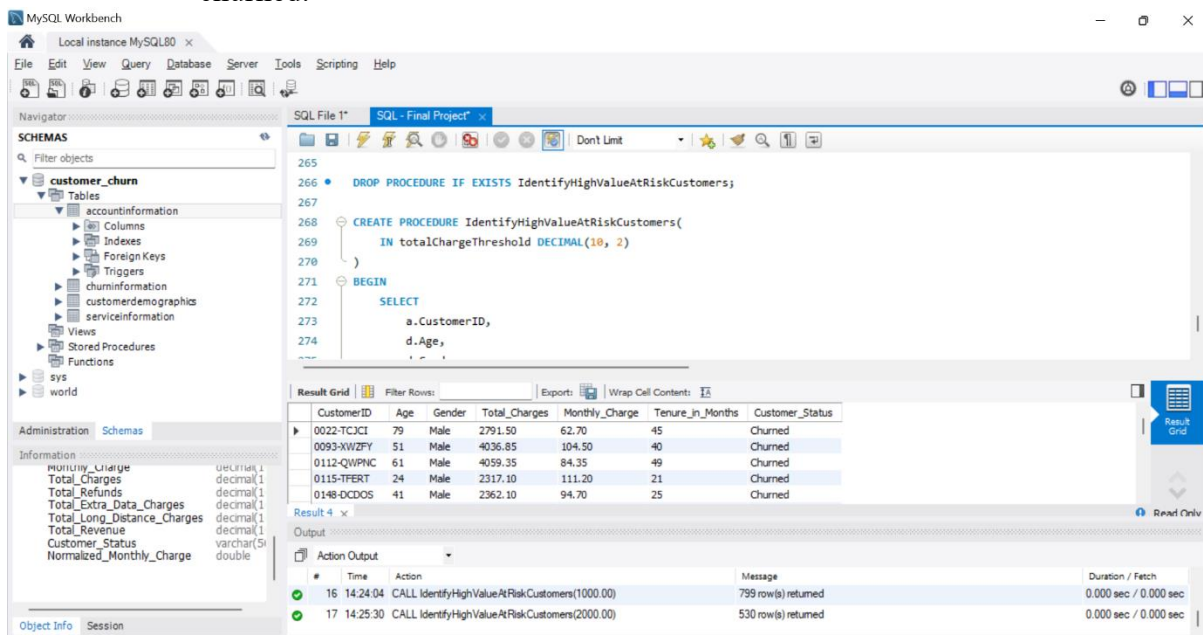 MySQL Workbench
Local instance MySQL80
File Edit View Query Database Server Tools Scripting Help
Navigator
SCHEMAS
Filter objects
customer_churn
Tables
accountinformation
Columns
Indexes
Foreign Keys
Triggers
churninformation
customerdemographics
serviceinformation
Views
Stored Procedures
Functions
sys
world
Administration Schemas
Information
Monthly_Charge decimal(1
Total_Charges decimal(1
Total_Refunds decimal(1
Total_Extra_Data_Charges decimal(1
Total_Long_Distance_Charges decimal(1
Total_Revenue decimal(1
Customer_Status varchar(5
Normalized_Monthly_Charge double
Object Info Session
SQL File 1* SQL - Final Project*
Don't Limit
265
266 DROP PROCEDURE IF EXISTS IdentifyHighValueAtRiskCustomers;
267
268 CREATE PROCEDURE IdentifyHighValueAtRiskCustomers(
269 IN totalChargeThreshold DECIMAL(10, 2)
270 )
271 BEGIN
272 SELECT
273 a.CustomerID,
274 d.Age,
Result Grid Filter Rows: Export: Wrap Cell Content:
CustomerID Age Gender Total_Charges Monthly_Charge Tenure_in_Months Customer_Status
0022-TCJCI 79 Male 2791.50 62.70 45 Churned
0093-XWZFY 51 Male 4036.85 104.50 40 Churned
0112-QWPNC 61 Male 4059.35 84.35 49 Churned
0115-TFERT 24 Male 2317.10 111.20 21 Churned
0148-DCDOS 41 Male 2362.10 94.70 25 Churned
Result Grid
Result 4
Read Only
Output
Action Output
# Time Action Message Duration / Fetch
16 14:24:04 CALL IdentifyHighValueAtRiskCustomers(1000.00) 799 row(s) returned 0.000 sec / 0.000 sec
17 14:25:30 CALL IdentifyHighValueAtRiskCustomers(2000.00) 530 row(s) returned 0.000 sec / 0.000 sec